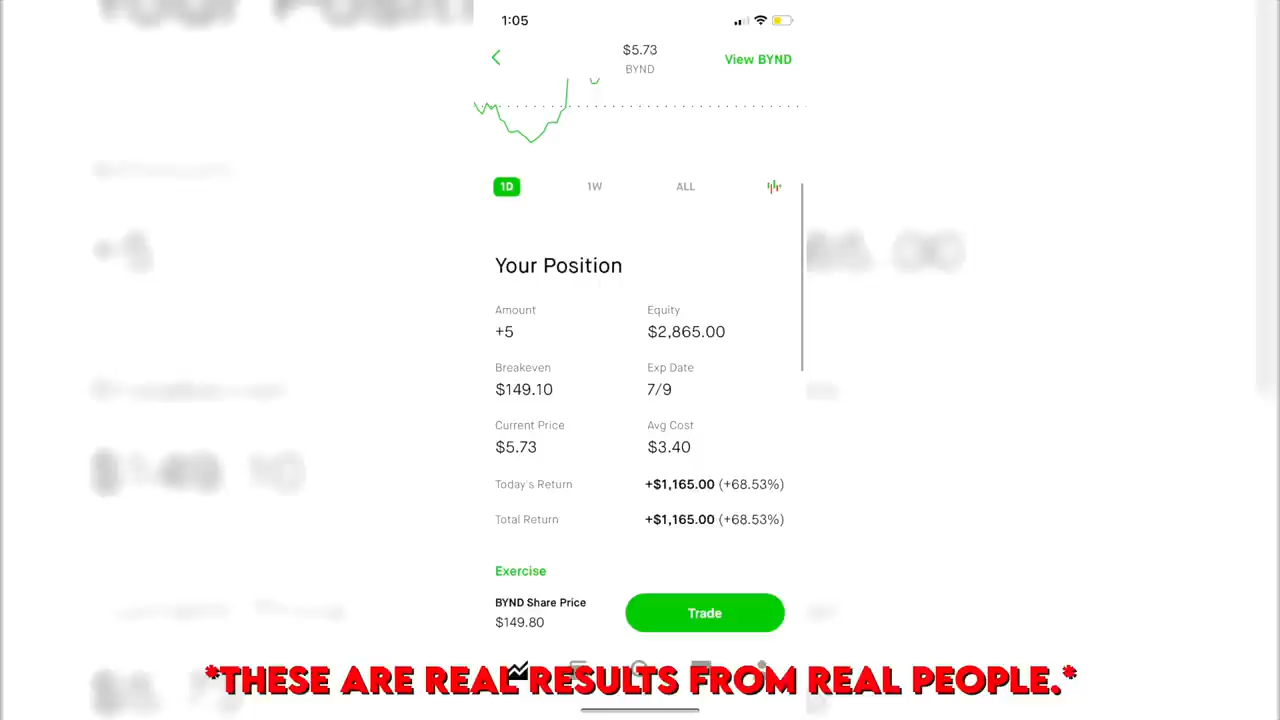 1:05
$5.73
BYND
View BYND
1D 1W ALL
Your Position
Amount Equity
+5 $2,865.00
Breakeven Exp Date
$149.10 7/9
Current Price Avg Cost
$5.73 $3.40
Today's Return +$1,165.00 (+68.53%)
Total Return +$1,165.00 (+68.53%)
Exercise
BYND Share Price
$149.80
Trade
*THESE ARE REAL RESULTS FROM REAL PEOPLE.*